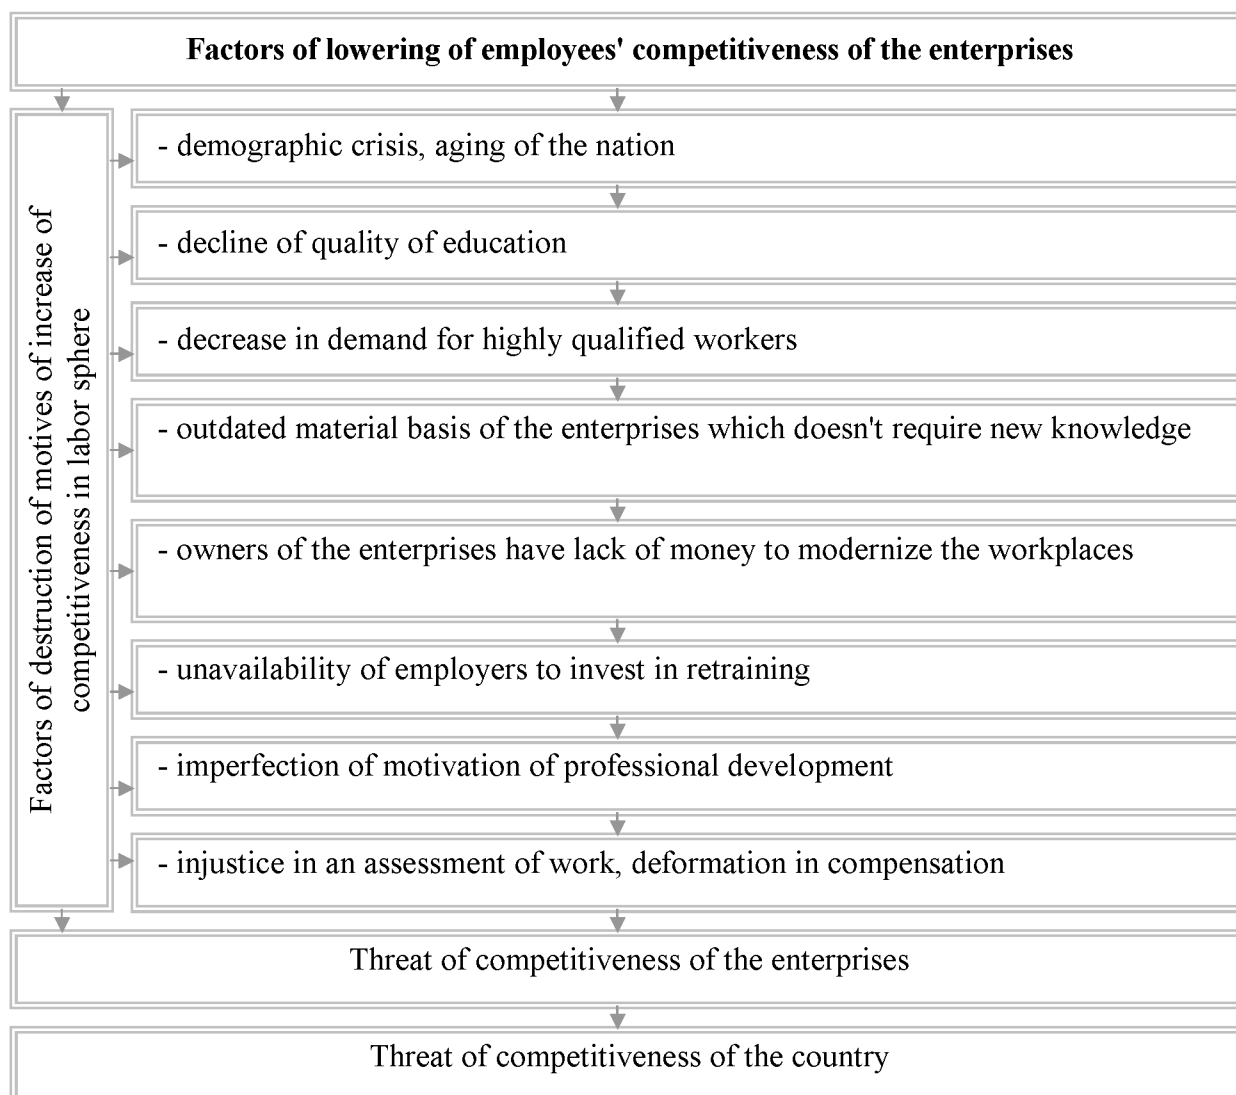 Factors of lowering of employees' competitiveness of the enterprises
Factors of destruction of motives of increase of
competitiveness in labor sphere
- demographic crisis, aging of the nation
- decline of quality of education
- decrease in demand for highly qualified workers
- outdated material basis of the enterprises which doesn't require new knowledge
- owners of the enterprises have lack of money to modernize the workplaces
- unavailability of employers to invest in retraining
- imperfection of motivation of professional development
- injustice in an assessment of work, deformation in compensation
Threat of competitiveness of the enterprises
Threat of competitiveness of the country